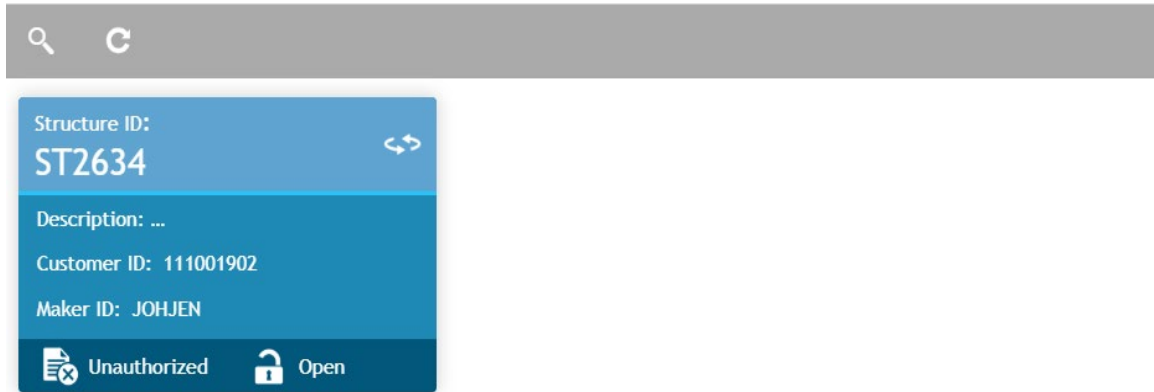 Structure ID:
ST2634
Description: ...
Customer ID: 111001902
Maker ID: JOHJEN
Unauthorized Open